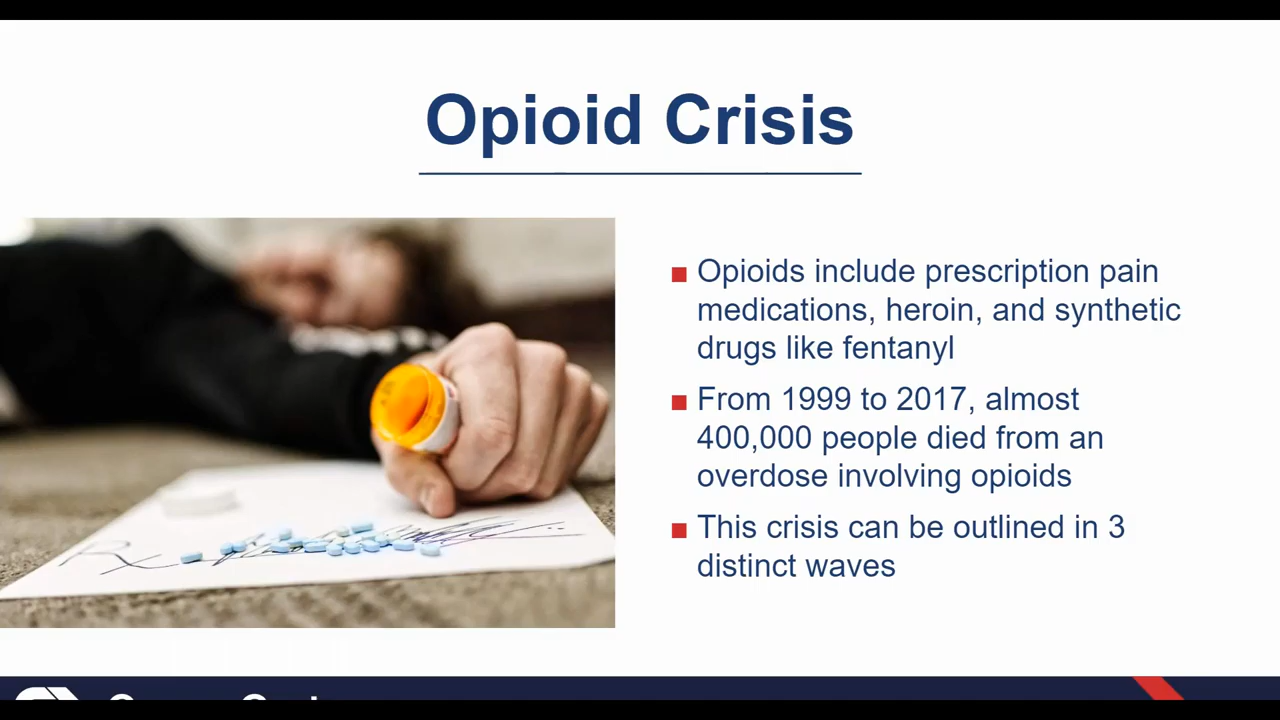 Opioid Crisis
Opioids include prescription pain
medications, heroin, and synthetic
drugs like fentanyl
From 1999 to 2017, almost
400,000 people died from an
overdose involving opioids
This crisis can be outlined in 3
distinct waves
Rx